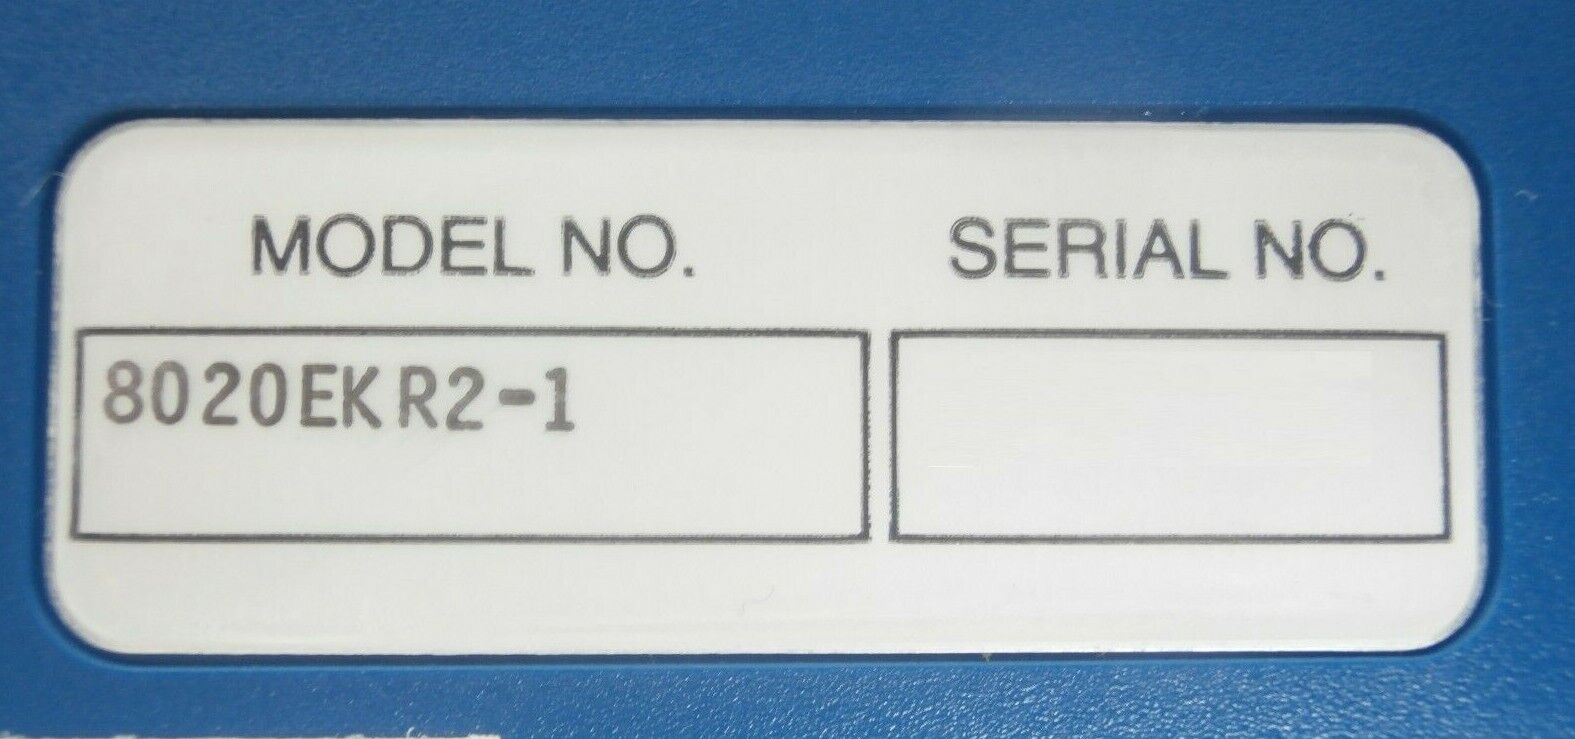 MODEL NO. SERIAL NO.
8020EKR2-1